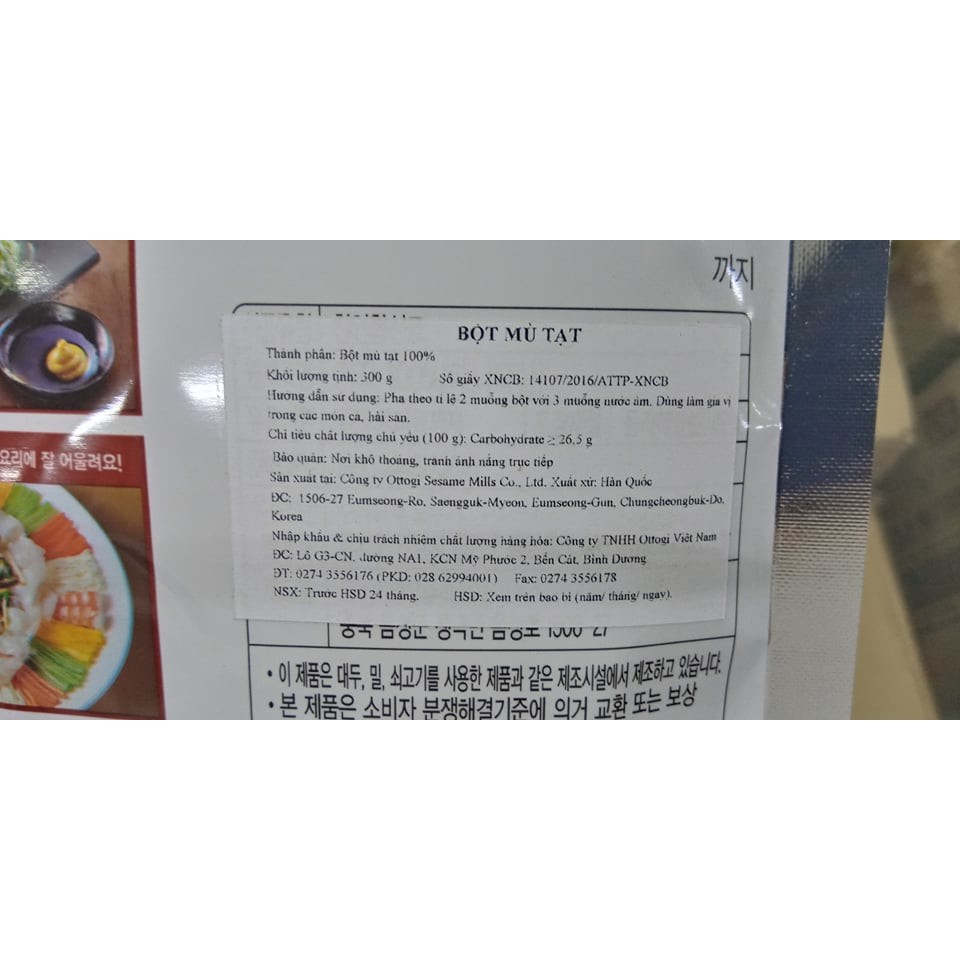 까지
BỘT MÙ TẠT
Thành phần: Bột mù tạt 100%
Khối lượng tịnh: 300 g Số giấy XNCB: 14107/2016/ATTP-XNCB
Hướng dẫn sử dụng: Pha theo tỉ lệ 2 muỗng bột với 3 muỗng nước ấm. Dùng làm gia vị
trong các món cá, hải sản.
Chỉ tiêu chất lượng chủ yếu (100 g): Carbohydrate ≥ 26,5 g
Bảo quản: Nơi khô thoáng, tránh ánh nắng trực tiếp
Sản xuất tại: Công ty Ottogi Sesame Mills Co., Ltd. Xuất xứ: Hàn Quốc
ĐC: 1506-27 Eumseong-Ro, Saengguk-Myeon, Eumseong-Gun, Chungcheongbuk-Do,
Korea
Nhập khẩu & chịu trách nhiệm chất lượng hàng hóa: Công ty TNHH Ottogi Việt Nam
ĐC: Lô G3-CN, đường NA1, KCN Mỹ Phước 2, Bến Cát, Bình Dương
ĐT: 0274 3556176 (PKD: 028 62994001) Fax: 0274 3556178
NSX: Trước HSD 24 tháng. HSD: Xem trên bao bì (năm/ tháng/ ngày).
요리에 잘 어울려요!
• 이 제품은 대두, 밀, 쇠고기를 사용한 제품과 같은 제조시설에서 제조하고 있습니다.
• 본 제품은 소비자 분쟁해결기준에 의거 교환 또는 보상